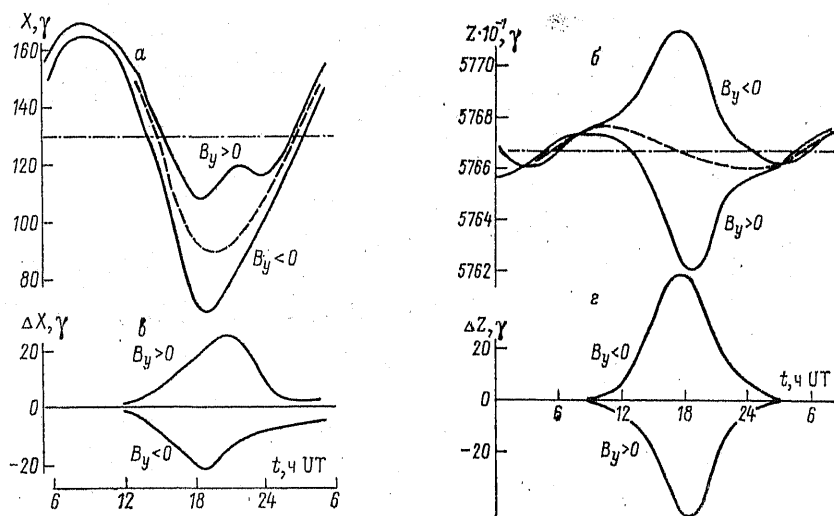 X, γ
160
140
120
100
80
а
B_y>0
B_y<0
ΔX, γ
в
20
0
-20
B_y>0
B_y<0
t, ч UT
6 12 18 24 6
Z·10⁻¹, γ
5770
5768
5766
5764
5762
б
B_y<0
B_y>0
ΔZ, γ
г
20
0
-20
B_y<0
B_y>0
t, ч UT
6 12 18 24 6